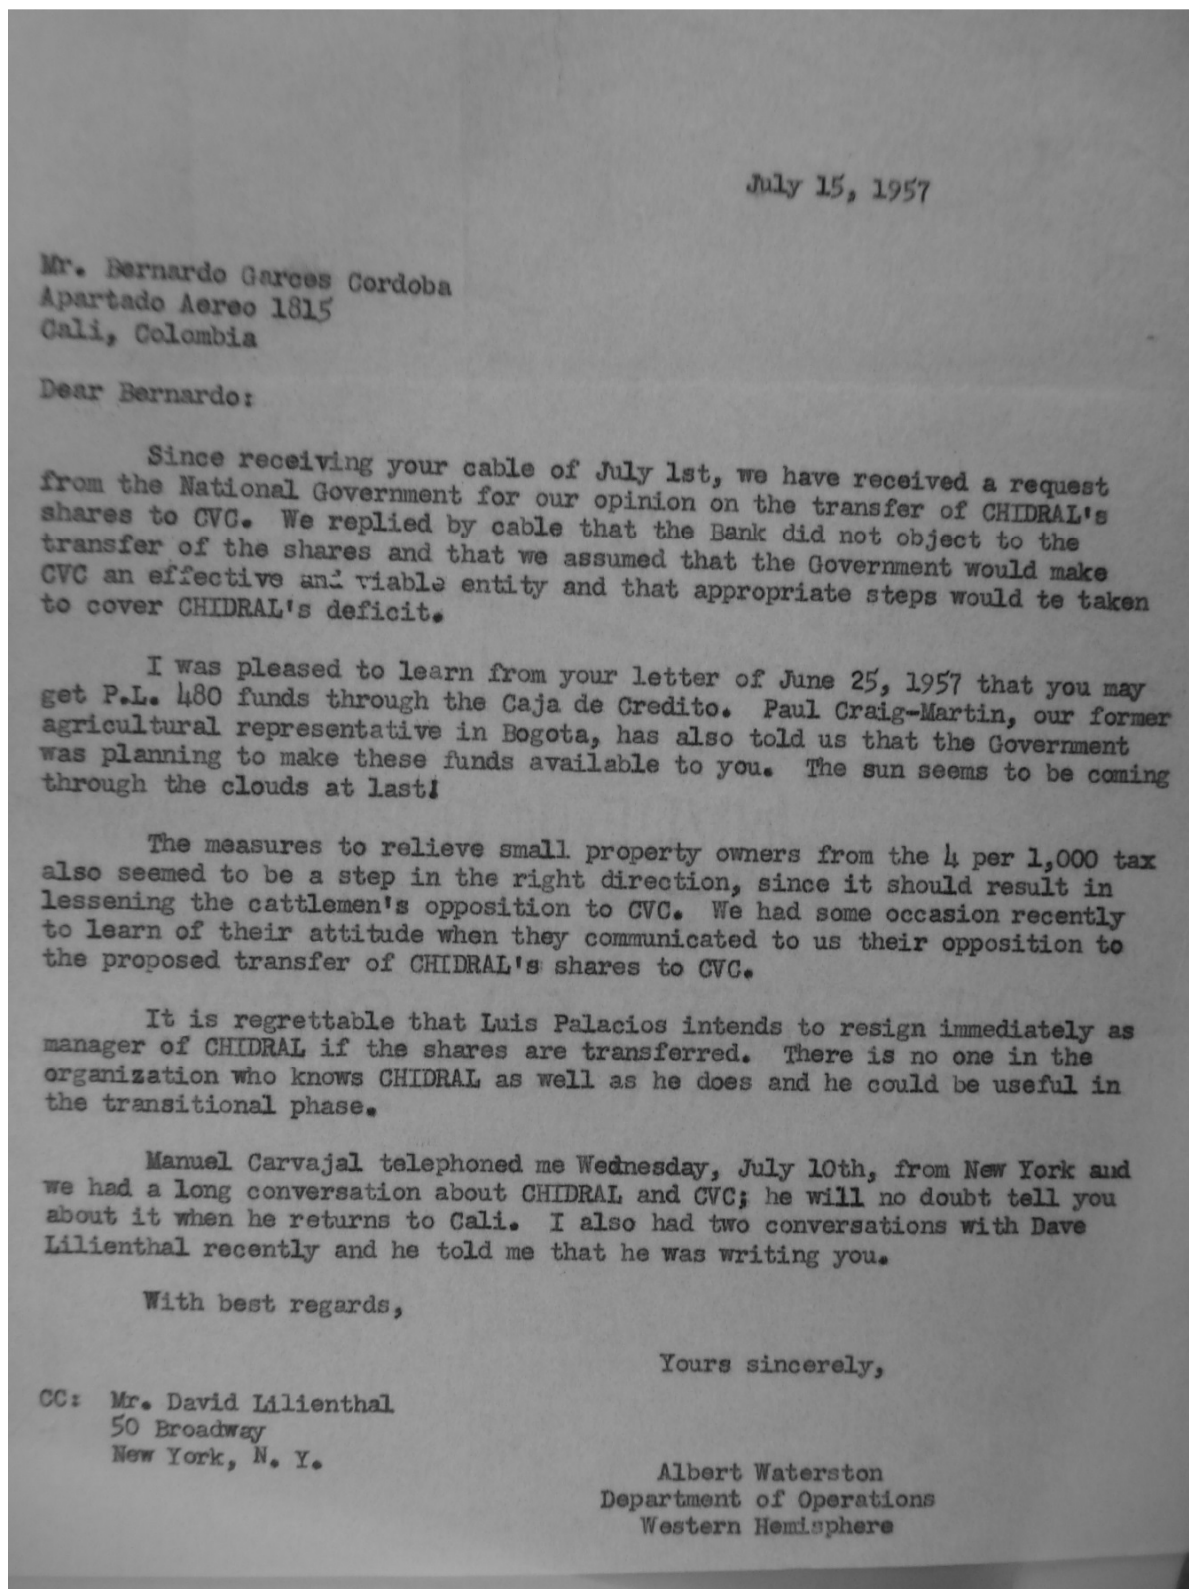 July 15, 1957
Mr. Bernardo Garces Cordoba
Apartado Aereo 1815
Cali, Colombia
Dear Bernardo:
Since receiving your cable of July 1st, we have received a request
from the National Government for our opinion on the transfer of CHIDRAL's
shares to CVC. We replied by cable that the Bank did not object to the
transfer of the shares and that we assumed that the Government would make
CVC an effective and viable entity and that appropriate steps would te taken
to cover CHIDRAL's deficit.
I was pleased to learn from your letter of June 25, 1957 that you may
get P.L. 480 funds through the Caja de Credito. Paul Craig-Martin, our former
agricultural representative in Bogota, has also told us that the Government
was planning to make these funds available to you. The sun seems to be coming
through the clouds at last!
The measures to relieve small property owners from the 4 per 1,000 tax
also seemed to be a step in the right direction, since it should result in
lessening the cattlemen's opposition to CVC. We had some occasion recently
to learn of their attitude when they communicated to us their opposition to
the proposed transfer of CHIDRAL's shares to CVC.
It is regrettable that Luis Palacios intends to resign immediately as
manager of CHIDRAL if the shares are transferred. There is no one in the
organization who knows CHIDRAL as well as he does and he could be useful in
the transitional phase.
Manuel Carvajal telephoned me Wednesday, July 10th, from New York and
we had a long conversation about CHIDRAL and CVC; he will no doubt tell you
about it when he returns to Cali. I also had two conversations with Dave
Lilienthal recently and he told me that he was writing you.
With best regards,
Yours sincerely,
CC: Mr. David Lilienthal
50 Broadway
New York, N. Y.
Albert Waterston
Department of Operations
Western Hemisphere